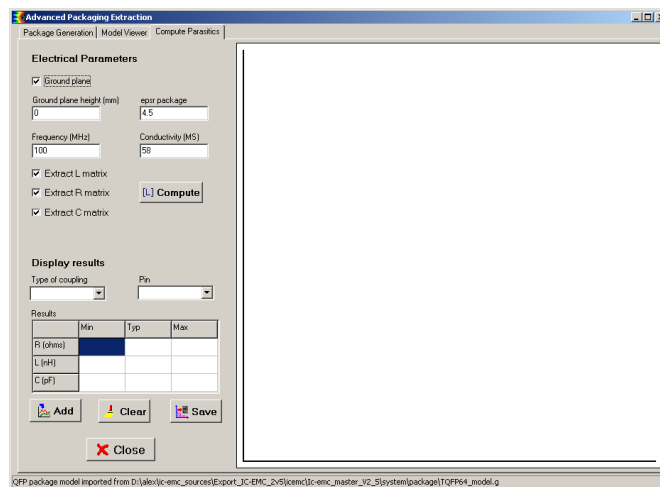 Advanced Packaging Extraction
Package Generation Model Viewer Compute Parasitics
Electrical Parameters
Ground plane
Ground plane height (mm) epsr package
0 4.5
Frequency (MHz) Conductivity (MS)
100 58
Extract L matrix
Extract R matrix [L] Compute
Extract C matrix
Display results
Type of coupling Pin
Results
Min Typ Max
R (ohms)
L (nH)
C (pF)
Add Clear Save
Close
QFP package model imported from D:\alex\ic-emc_sources\Export_IC-EMC_2v5\icemc\Ic-emc_master_V2_5\system\package\TQFP64_model.g